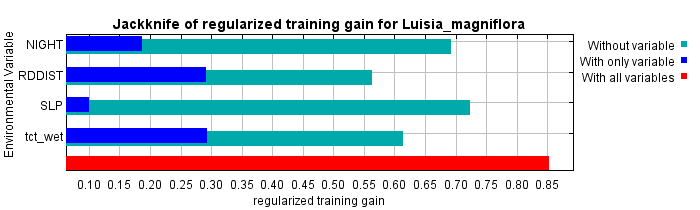 Jackknife of regularized training gain for Luisia_magniflora
Environmental Variable
NIGHT
RDDIST
SLP
tct_wet
Without variable
With only variable
With all variables
0.10 0.15 0.20 0.25 0.30 0.35 0.40 0.45 0.50 0.55 0.60 0.65 0.70 0.75 0.80 0.85
regularized training gain